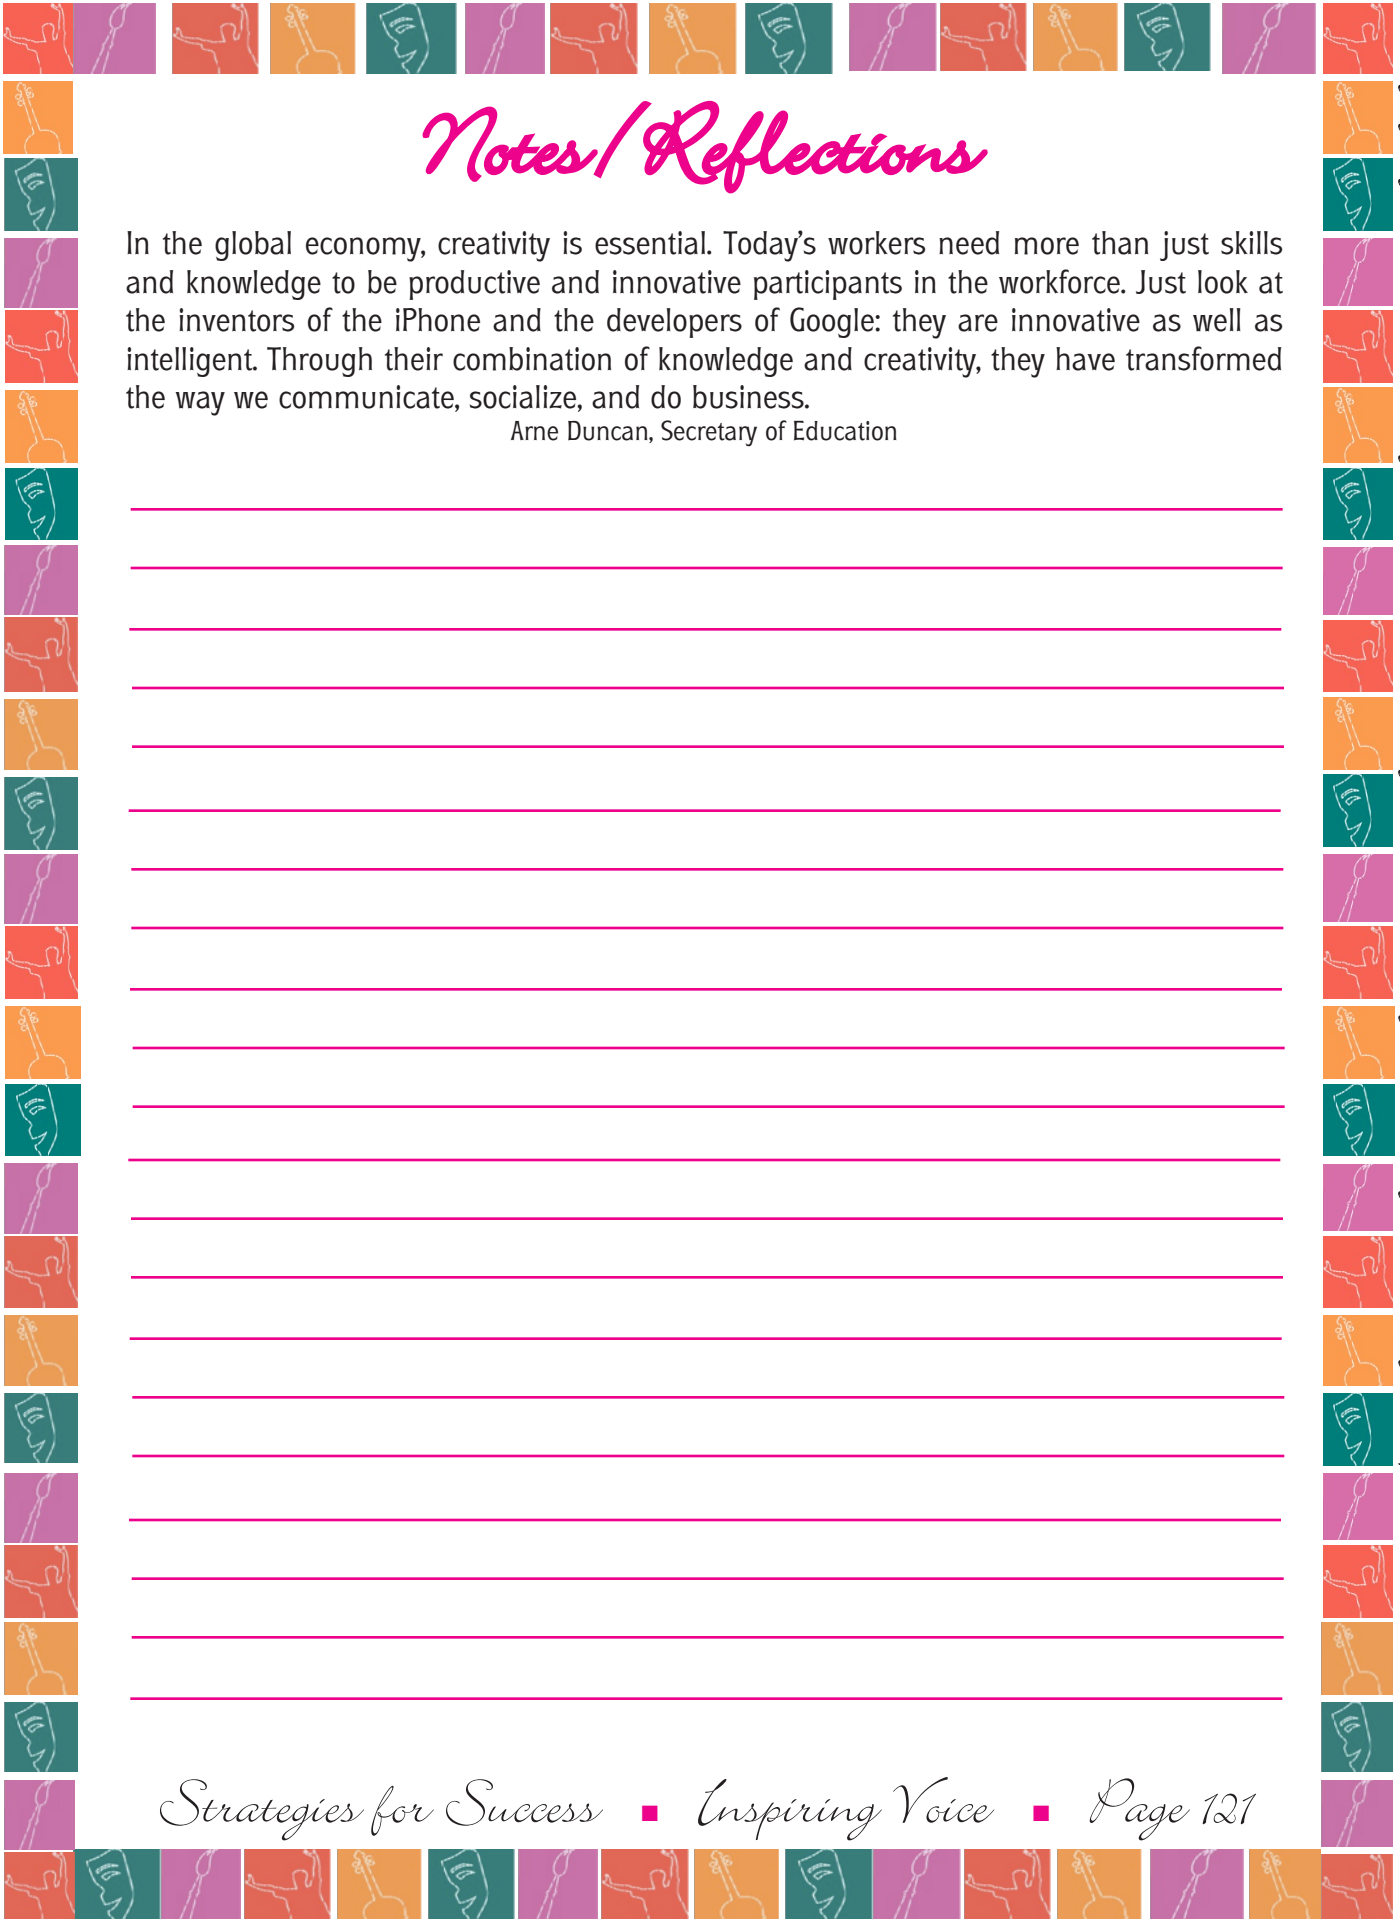 Notes/Reflections
In the global economy, creativity is essential. Today’s workers need more than just skills
and knowledge to be productive and innovative participants in the workforce. Just look at
the inventors of the iPhone and the developers of Google: they are innovative as well as
intelligent. Through their combination of knowledge and creativity, they have transformed
the way we communicate, socialize, and do business.
Arne Duncan, Secretary of Education
Strategies for Success ■ Inspiring Voice ■ Page 121